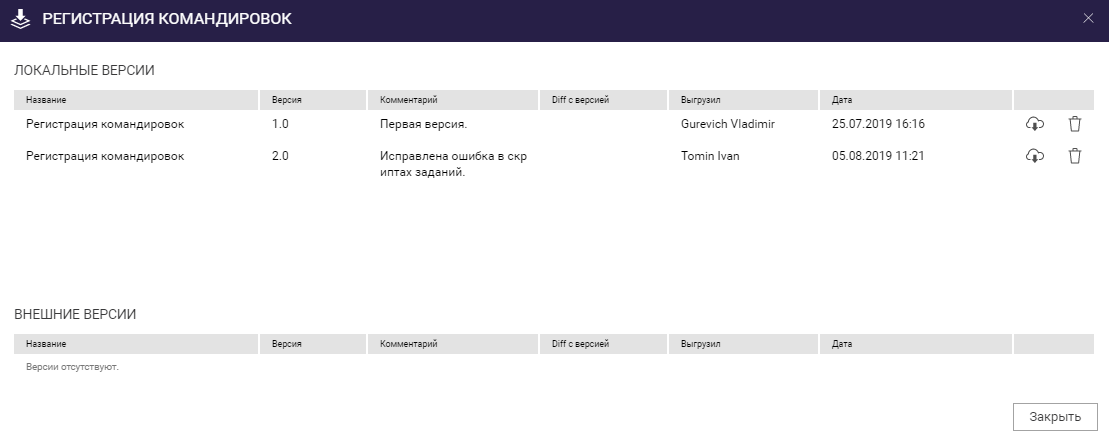 РЕГИСТРАЦИЯ КОМАНДИРОВОК
ЛОКАЛЬНЫЕ ВЕРСИИ
Название Версия Комментарий Diff с версией Выгрузил Дата
Регистрация командировок 1.0 Первая версия. Gurevich Vladimir 25.07.2019 16:16
Регистрация командировок 2.0 Исправлена ошибка в скр Tomin Ivan 05.08.2019 11:21
иптах заданий.
ВНЕШНИЕ ВЕРСИИ
Название Версия Комментарий Diff с версией Выгрузил Дата
Версии отсутствуют.
Закрыть